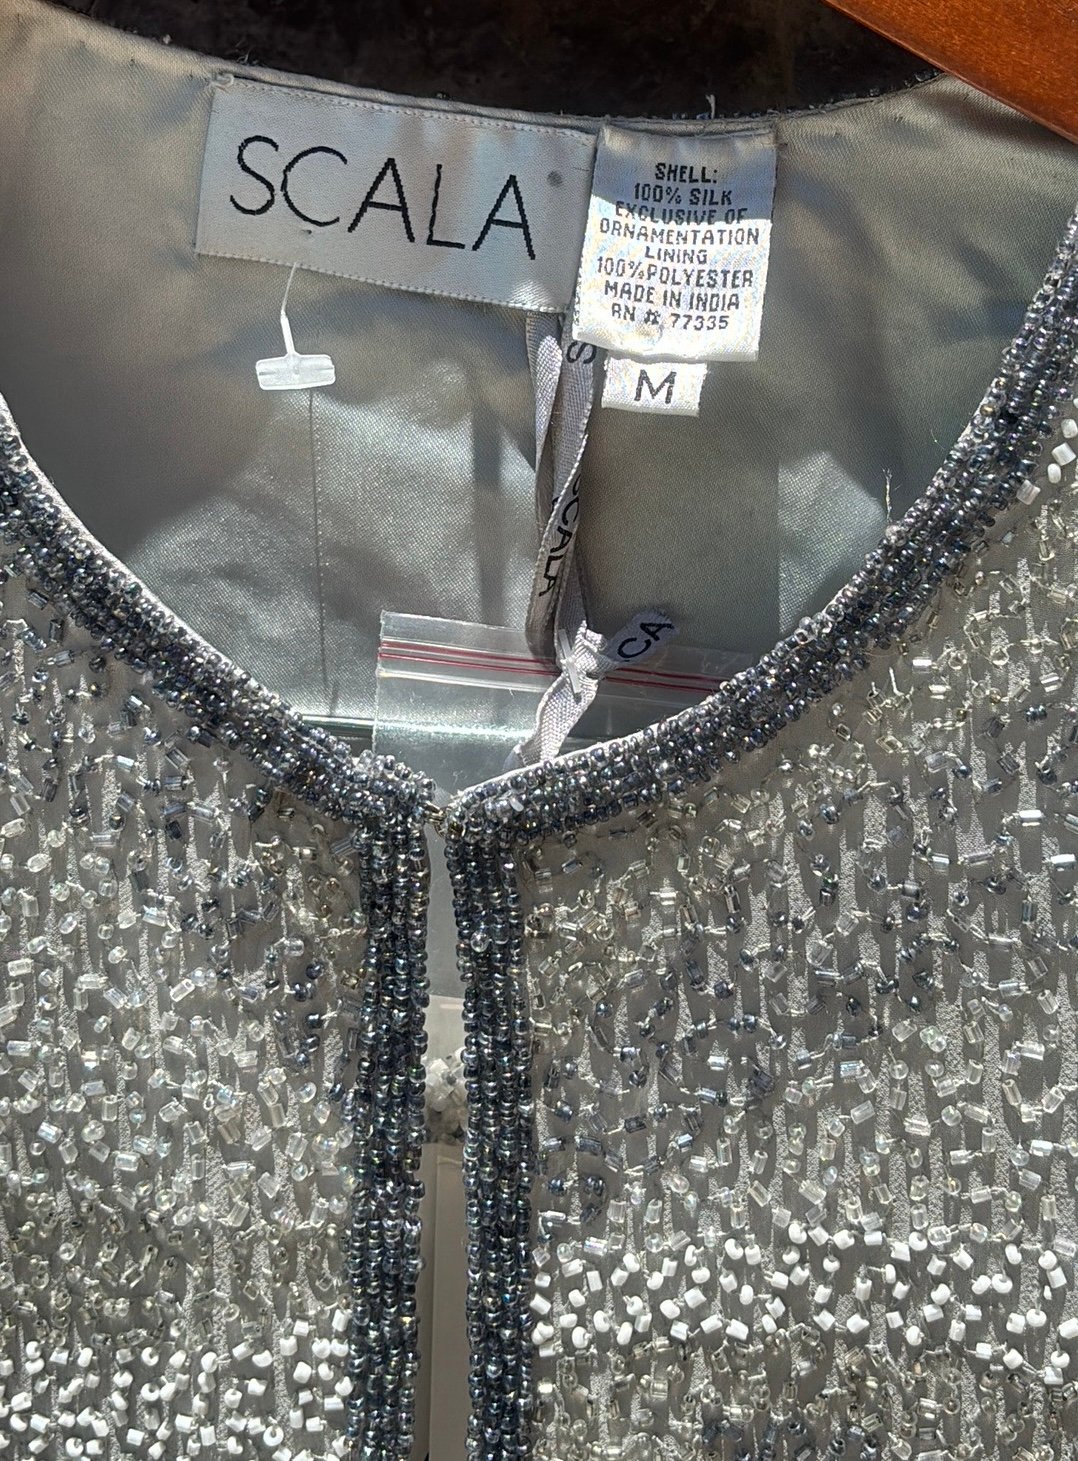 SCALA
SHELL:
100% SILK
EXCLUSIVE OF
ORNAMENTATION
LINING
100%POLYESTER
MADE IN INDIA
RN # 77335
S
M
SCALA
CA